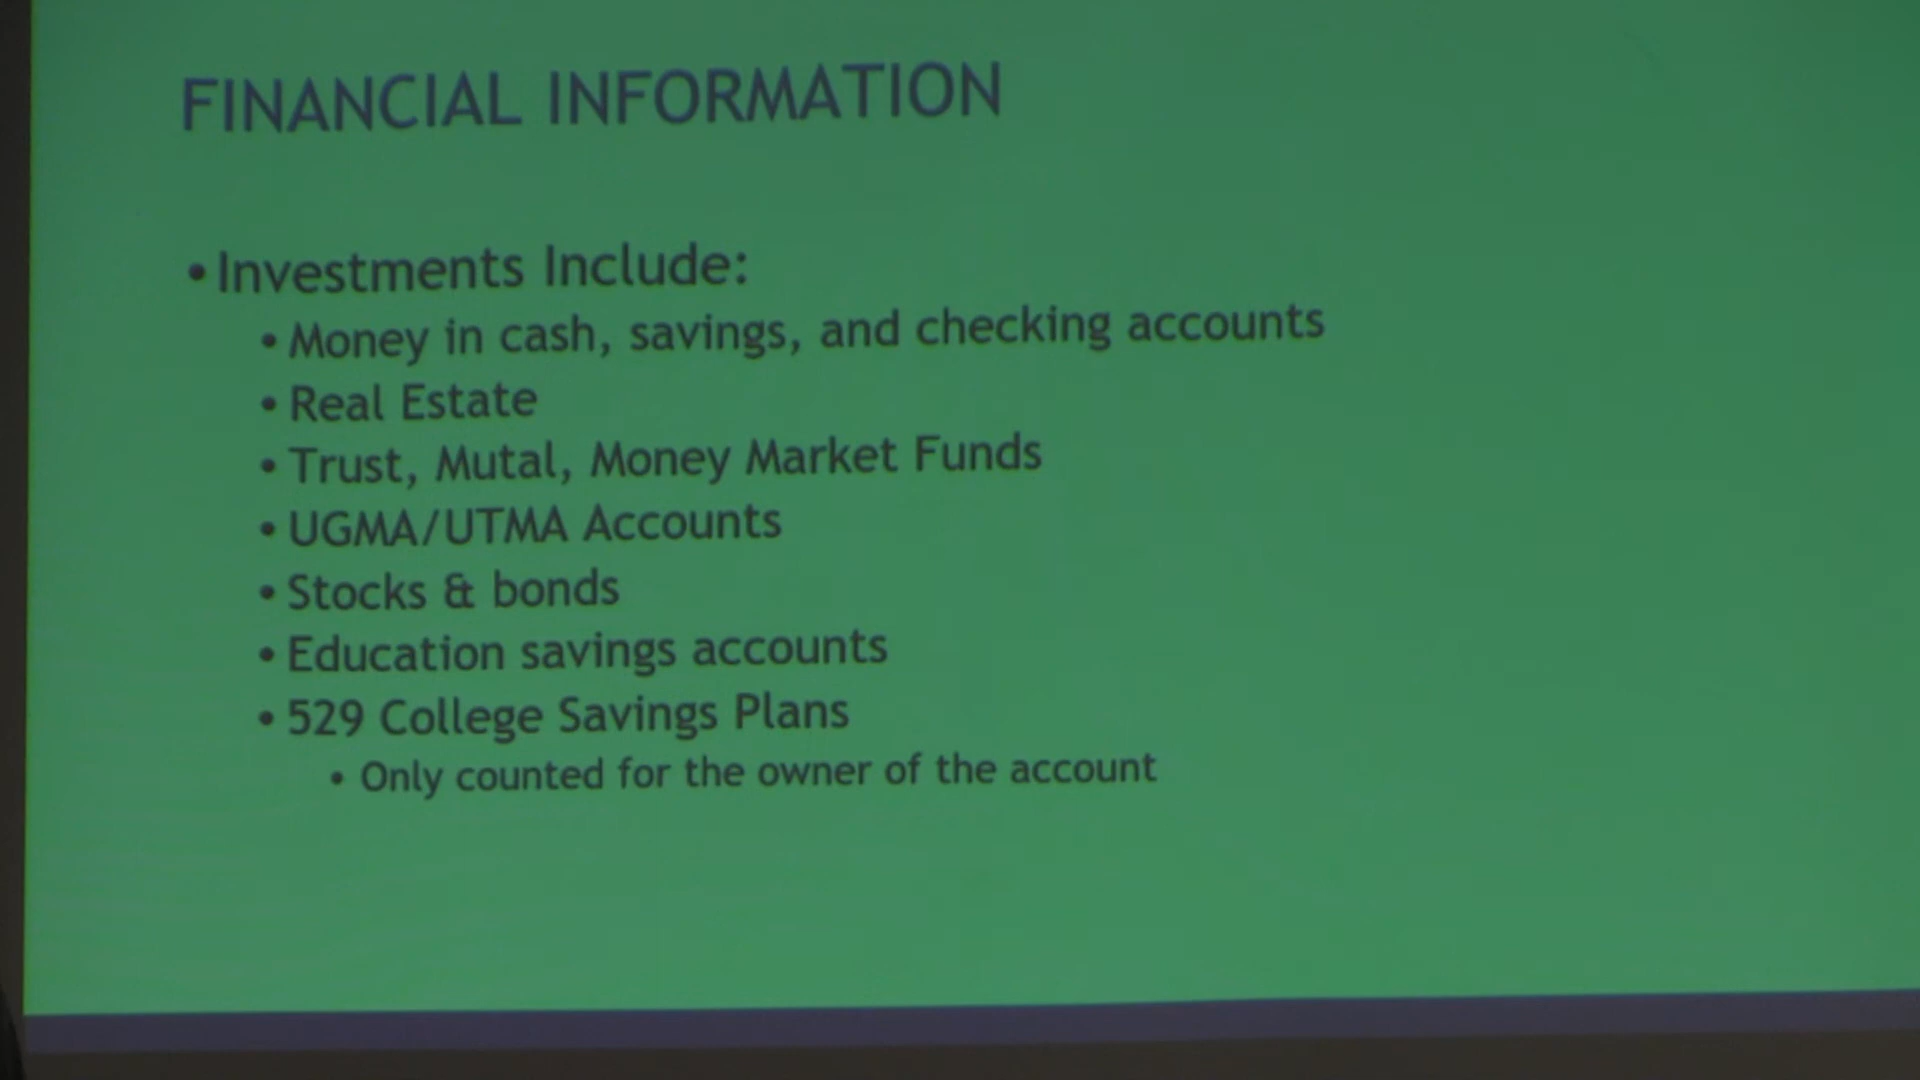 FINANCIAL INFORMATION
• Investments Include:
• Money in cash, savings, and checking accounts
• Real Estate
• Trust, Mutal, Money Market Funds
• UGMA/UTMA Accounts
• Stocks & bonds
• Education savings accounts
• 529 College Savings Plans
• Only counted for the owner of the account